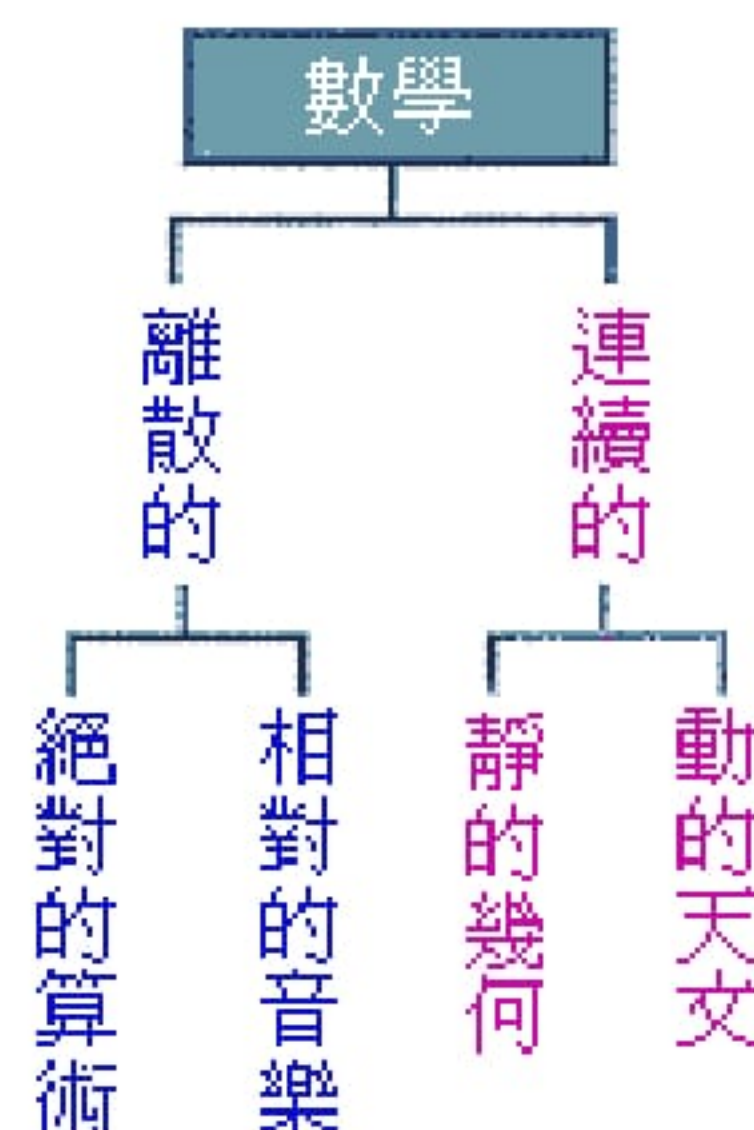 數學
離散的
連續的
絕對的算術
相對的音樂
靜的幾何
動的天文